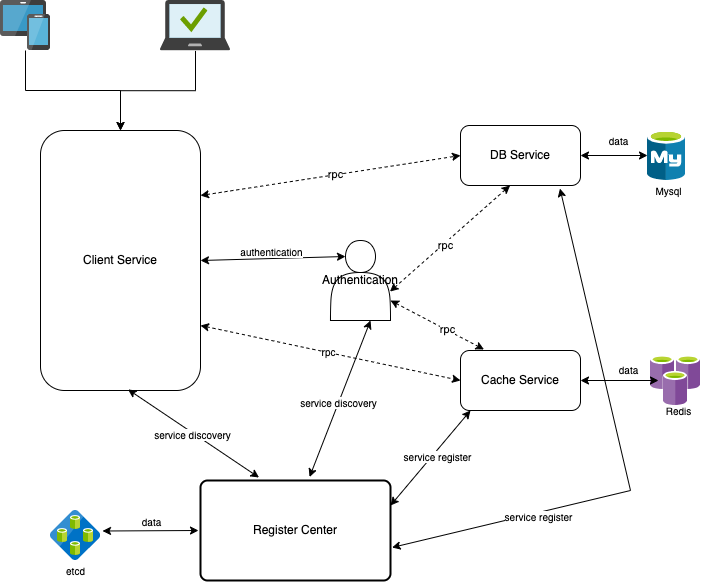 DB Service
data
My
Mysql
rpc
rpc
Client Service
authentication
Authentication
rpc
rpc
Cache Service
data
Redis
service discovery
service discovery
service register
service register
Register Center
data
etcd